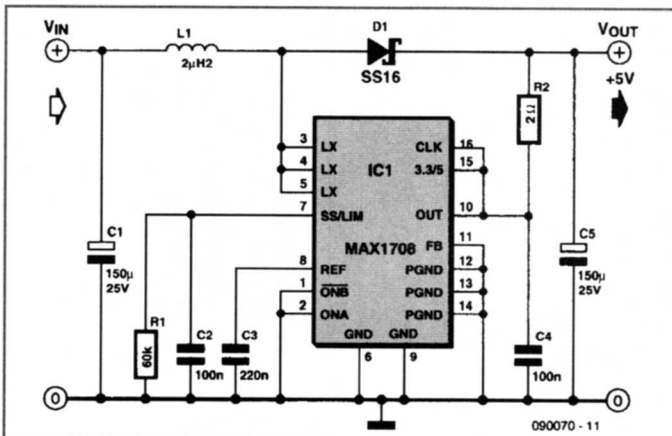 VIN
L1
2µH2
D1
SS16
VOUT
+5V
R2
2Ω
3 LX
4 LX
5 LX
7 SS/LIM
8 REF
1 ONB
2 ONA
IC1
MAX1708
CLK 16
3.3/5 15
OUT 10
FB 11
PGND 12
PGND 13
PGND 14
GND GND
6 9
C1
150µ
25V
R1
60k
C2
100n
C3
220n
C4
100n
C5
150µ
25V
0
0
090070 - 11